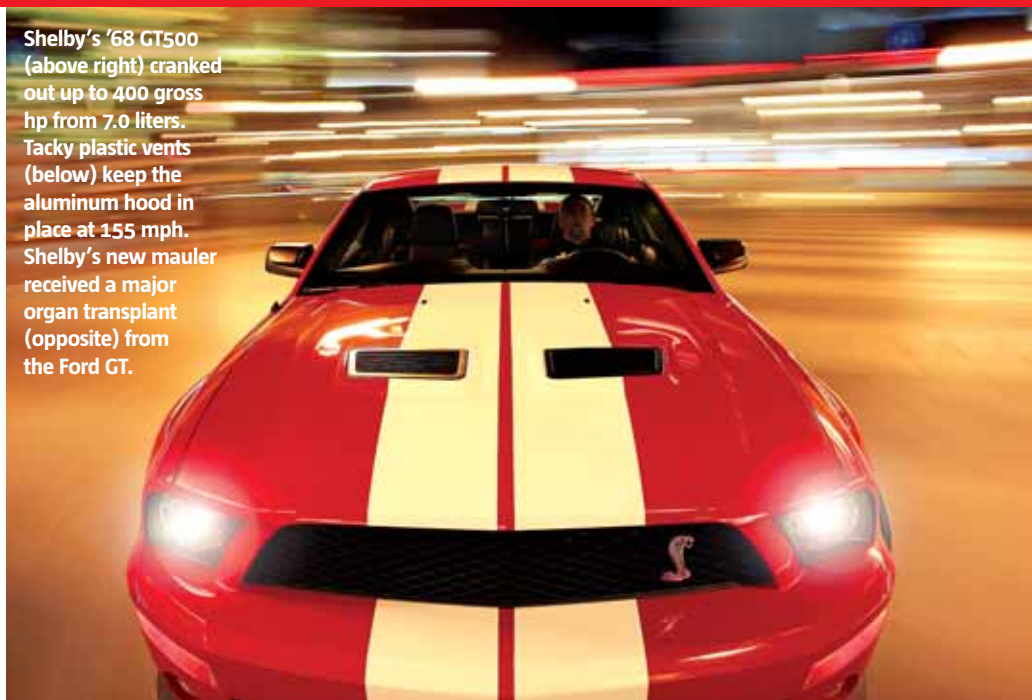 Shelby's '68 GT500
(above right) cranked
out up to 400 gross
hp from 7.0 liters.
Tacky plastic vents
(below) keep the
aluminum hood in
place at 155 mph.
Shelby's new mauler
received a major
organ transplant
(opposite) from
the Ford GT.